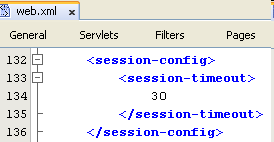 web.xml x
General Servlets Filters Pages
132 <session-config>
133 <session-timeout>
134 30
135 </session-timeout>
136 </session-config>